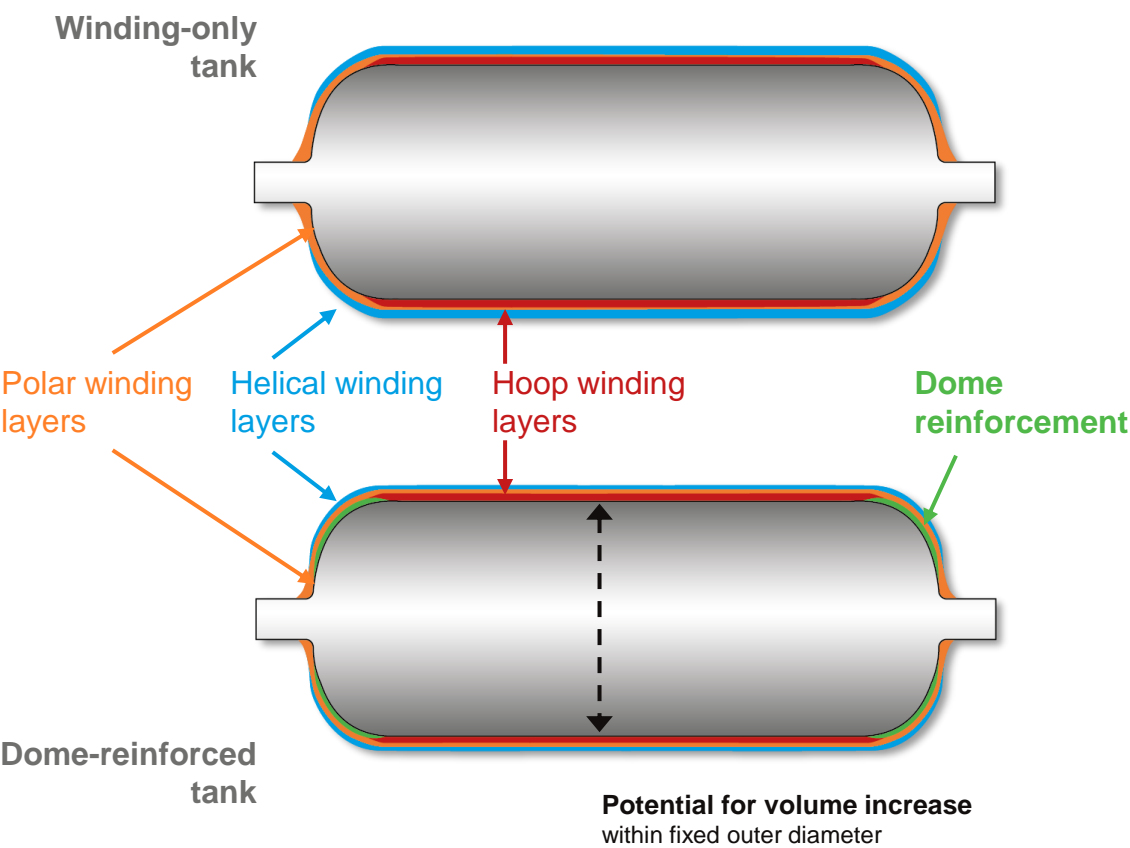 Winding-only
tank
Polar winding
layers
Helical winding
layers
Hoop winding
layers
Dome
reinforcement
Dome-reinforced
tank
Potential for volume increase
within fixed outer diameter